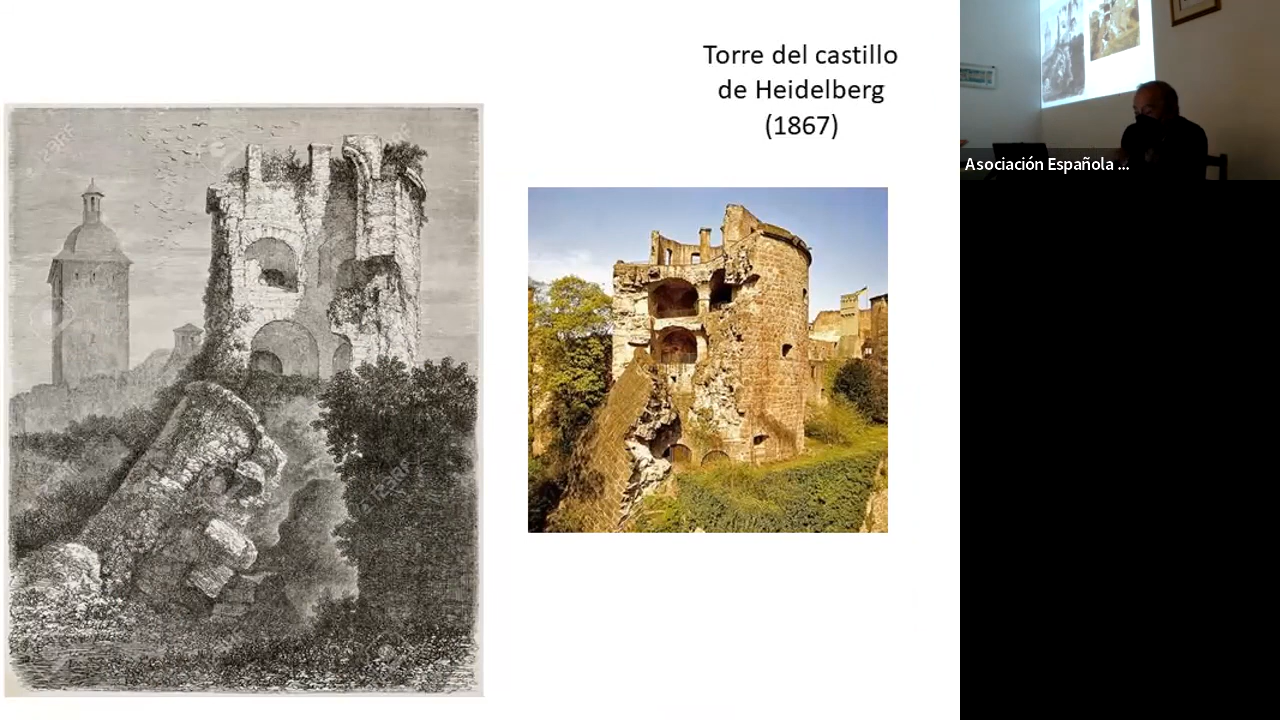 Torre del castillo
de Heidelberg
(1867)
Asociación Española ...